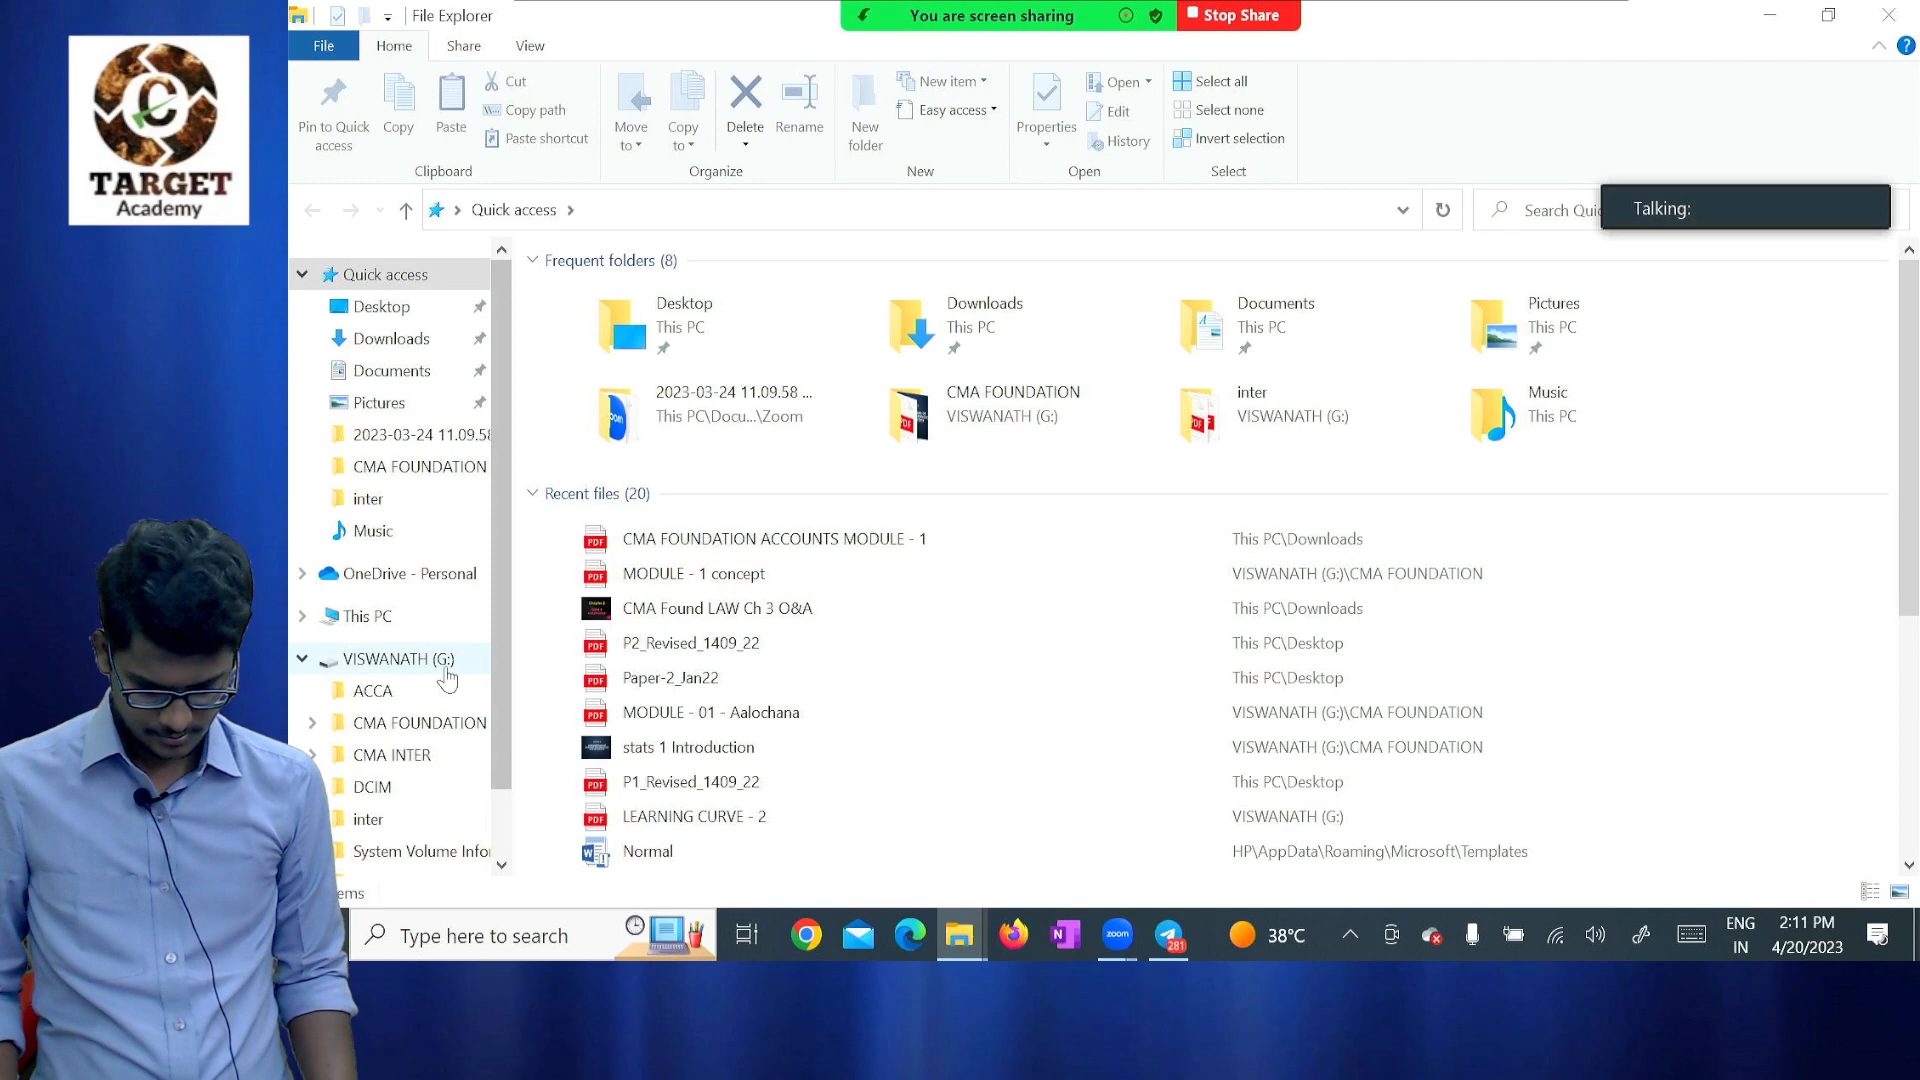 File Explorer
You are screen sharing
Stop Share
File
Home
Share
View
Pin to Quick access
Copy
Paste
Cut
Copy path
Paste shortcut
Clipboard
Move to
Copy to
Delete
Rename
Organize
New folder
New item
Easy access
New
Properties
Open
Edit
History
Open
Select all
Select none
Invert selection
Select
C
TARGET
Academy
Quick access
Search Quic
Talking:
Quick access
Desktop
Downloads
Documents
Pictures
2023-03-24 11.09.58
CMA FOUNDATION
inter
Music
OneDrive - Personal
This PC
VISWANATH (G:)
ACCA
CMA FOUNDATION
CMA INTER
DCIM
inter
System Volume Infor
ems
Frequent folders (8)
Desktop
This PC
Downloads
This PC
Documents
This PC
Pictures
This PC
2023-03-24 11.09.58 ...
This PC\Docu...\Zoom
CMA FOUNDATION
VISWANATH (G:)
inter
VISWANATH (G:)
Music
This PC
Recent files (20)
CMA FOUNDATION ACCOUNTS MODULE - 1 This PC\Downloads
MODULE - 1 concept VISWANATH (G:)\CMA FOUNDATION
CMA Found LAW Ch 3 O&A This PC\Downloads
P2_Revised_1409_22 This PC\Desktop
Paper-2_Jan22 This PC\Desktop
MODULE - 01 - Aalochana VISWANATH (G:)\CMA FOUNDATION
stats 1 Introduction VISWANATH (G:)\CMA FOUNDATION
P1_Revised_1409_22 This PC\Desktop
LEARNING CURVE - 2 VISWANATH (G:)
Normal HP\AppData\Roaming\Microsoft\Templates
Type here to search
zoom
281
38°C
ENG
IN
2:11 PM
4/20/2023